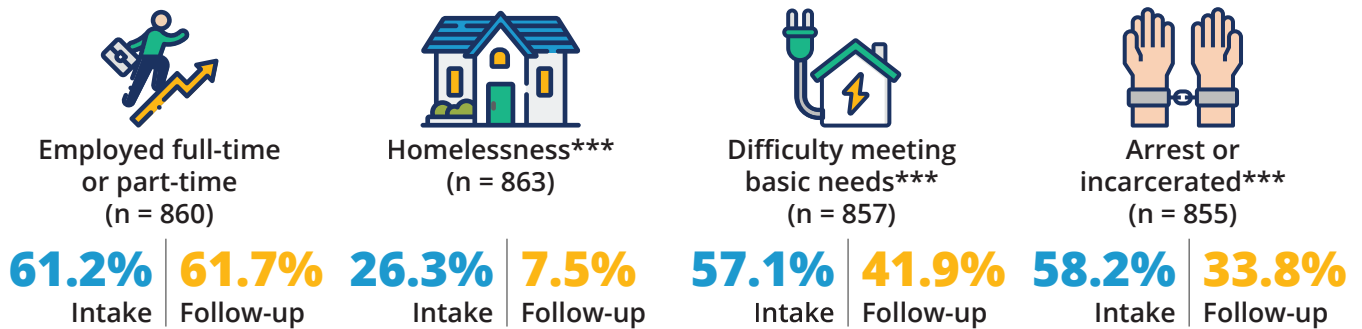 Employed full-time
or part-time
(n = 860)
61.2% 61.7%
Intake Follow-up
Homelessness***
(n = 863)
26.3% 7.5%
Intake Follow-up
Difficulty meeting
basic needs***
(n = 857)
57.1% 41.9%
Intake Follow-up
Arrest or
incarcerated***
(n = 855)
58.2% 33.8%
Intake Follow-up